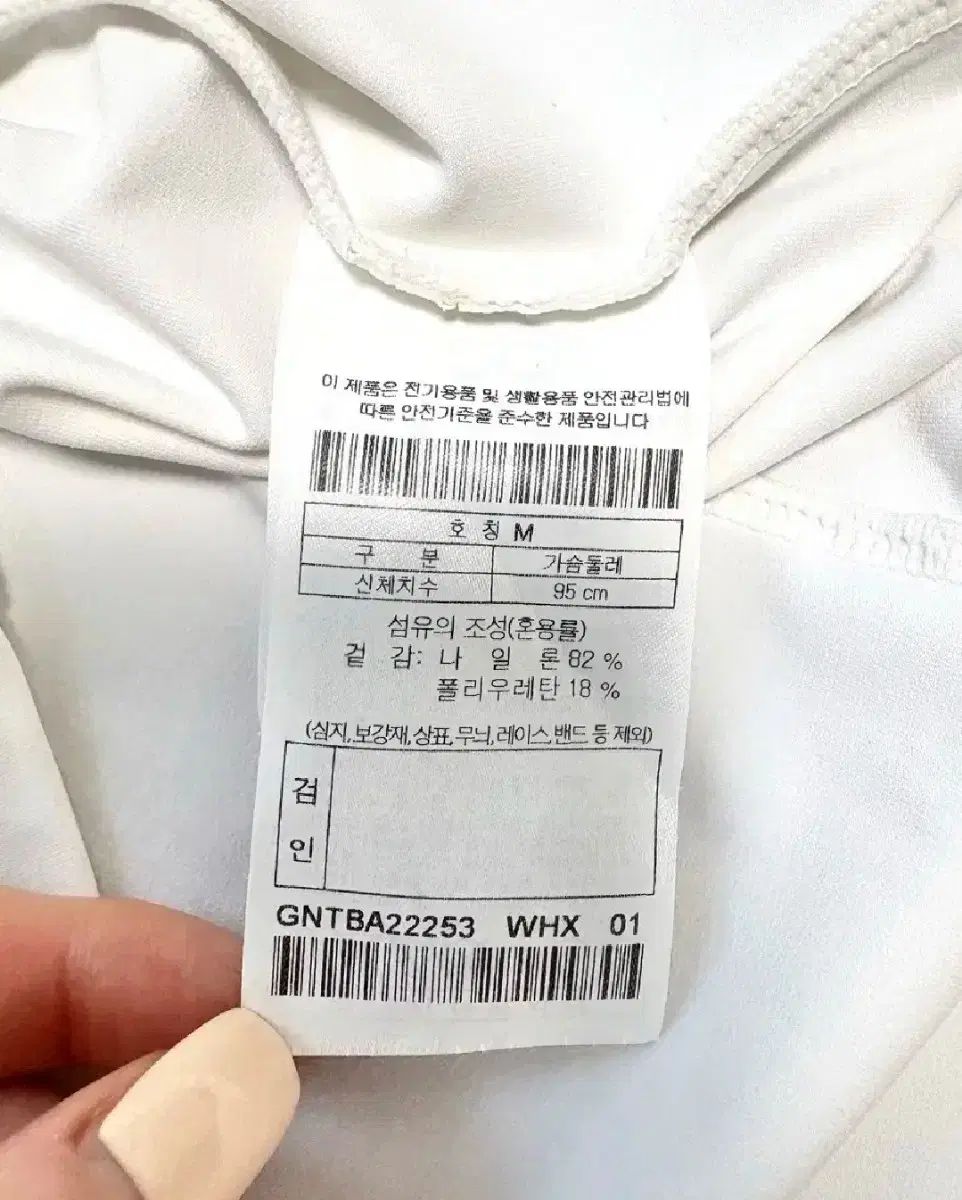 이 제품은 전기용품 및 생활용품 안전관리법에
따른 안전기준을 준수한 제품입니다
호 칭 M
구 분 가슴둘레
신체치수 95 cm
섬유의 조성(혼용률)
겉 감: 나 일 론 82 %
폴리우레탄 18 %
(심지,보강재,상표,무늬,레이스,밴드 등 제외)
검
인
GNTBA22253 WHX 01